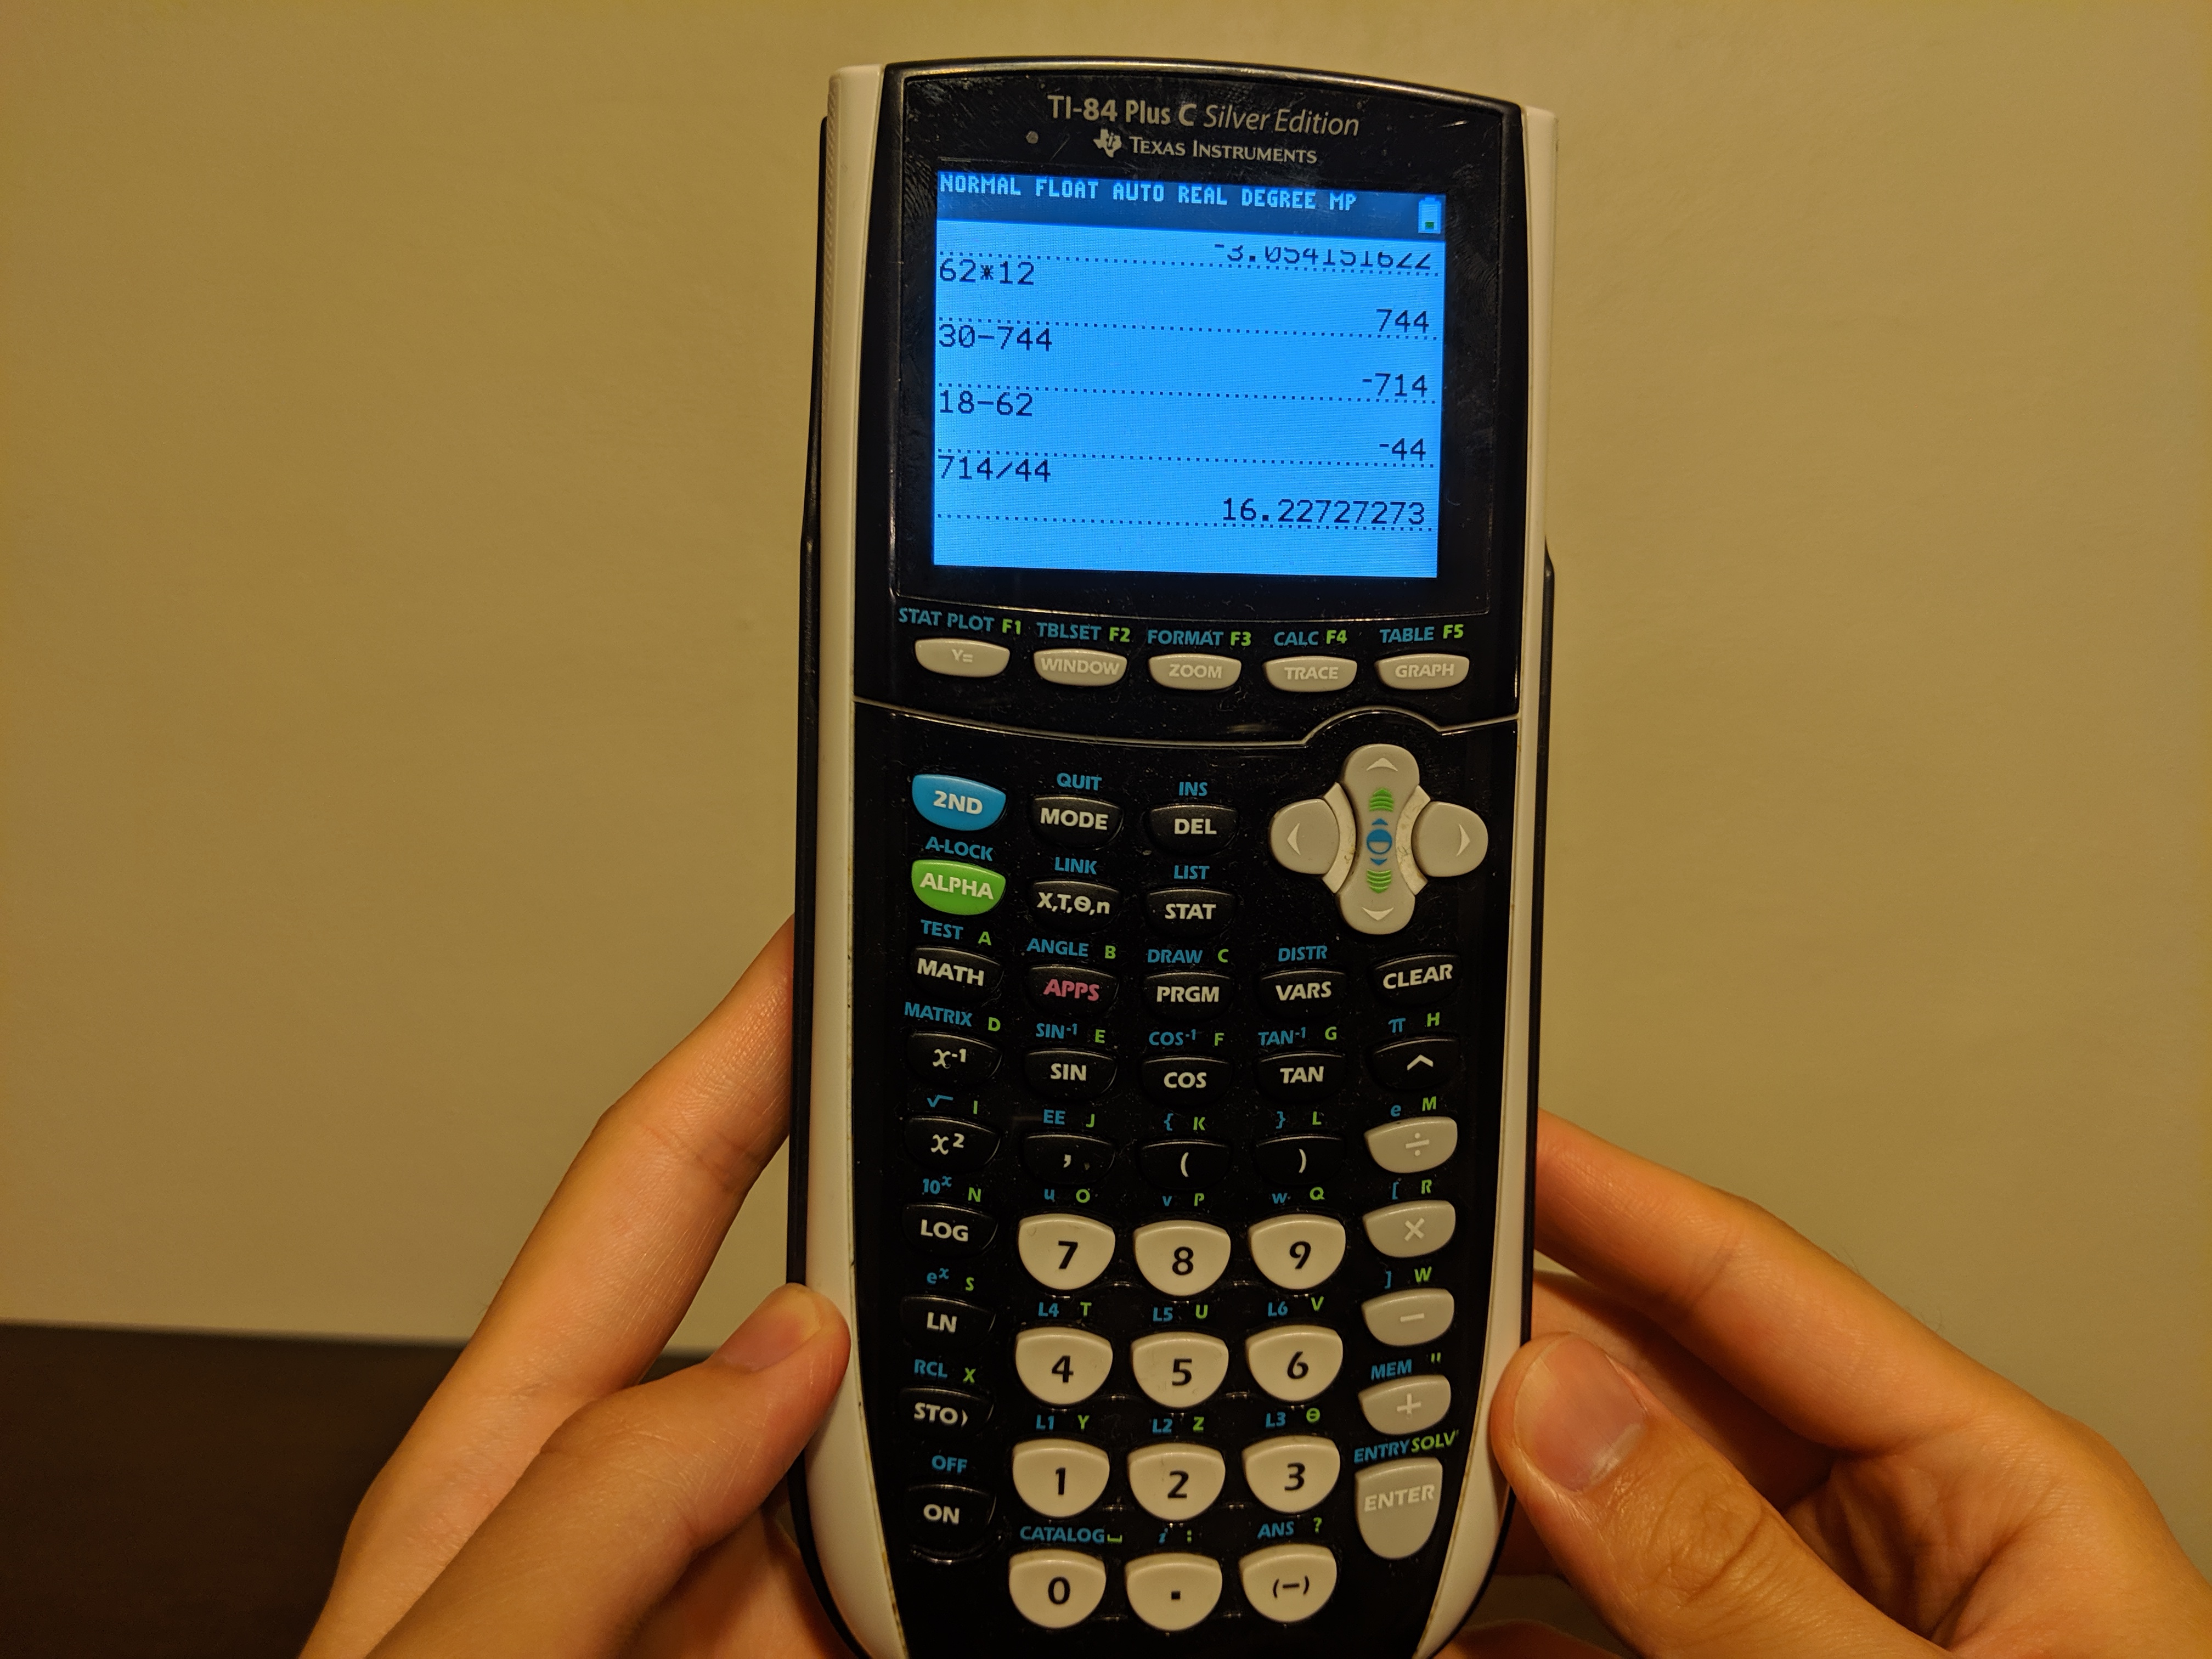 TI-84 Plus C Silver Edition
TEXAS INSTRUMENTS
NORMAL FLOAT AUTO REAL DEGREE MP
-3.054151622
62*12
744
30-744
-714
18-62
-44
714/44
16.22727273
STAT PLOT F1 TBLSET F2 FORMAT F3 CALC F4 TABLE F5
Y= WINDOW ZOOM TRACE GRAPH
QUIT INS
2ND MODE DEL
A-LOCK LINK LIST
ALPHA X,T,Θ,n STAT
TEST A ANGLE B DRAW C DISTR
MATH APPS PRGM VARS CLEAR
MATRIX D SIN-1 E COS-1 F TAN-1 G π H
x-1 SIN COS TAN ^
√ I EE J { K } L e M
x2 , ( ) ÷
10x N u O v P w Q [ R
LOG 7 8 9 ×
ex S L4 T L5 U L6 V ] W
LN 4 5 6 −
RCL X L1 Y L2 Z L3 Θ MEM "
STO⟩ 1 2 3 +
OFF CATALOG ⎵ i : ANS ? ENTRY SOLV
ON 0 . (−) ENTER